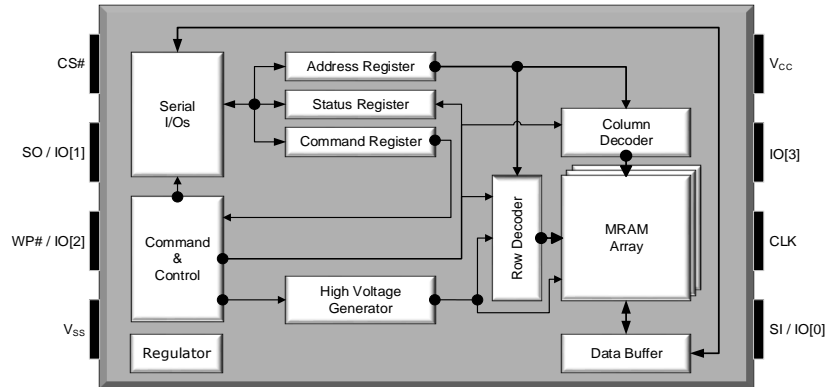 CS#
SO / IO[1]
WP# / IO[2]
VSS
Serial
I/Os
Address Register
Status Register
Command Register
Command
&
Control
High Voltage
Generator
Regulator
Row Decoder
Column
Decoder
MRAM
Array
Data Buffer
VCC
IO[3]
CLK
SI / IO[0]